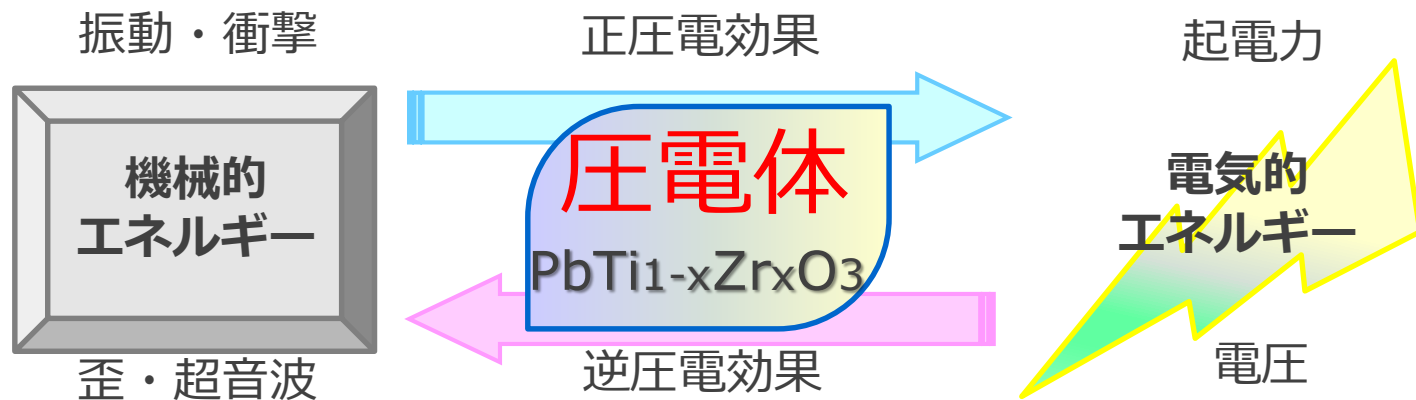 振動・衝撃
正圧電効果
起電力
機械的
エネルギー
圧電体
PbTi1-xZrxO3
電気的
エネルギー
歪・超音波
逆圧電効果
電圧